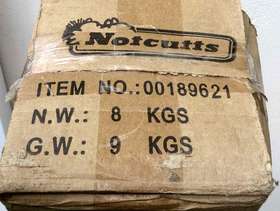 Notcutts
ITEM NO.:00189621
N.W.: 8 KGS
G.W.: 9 KGS